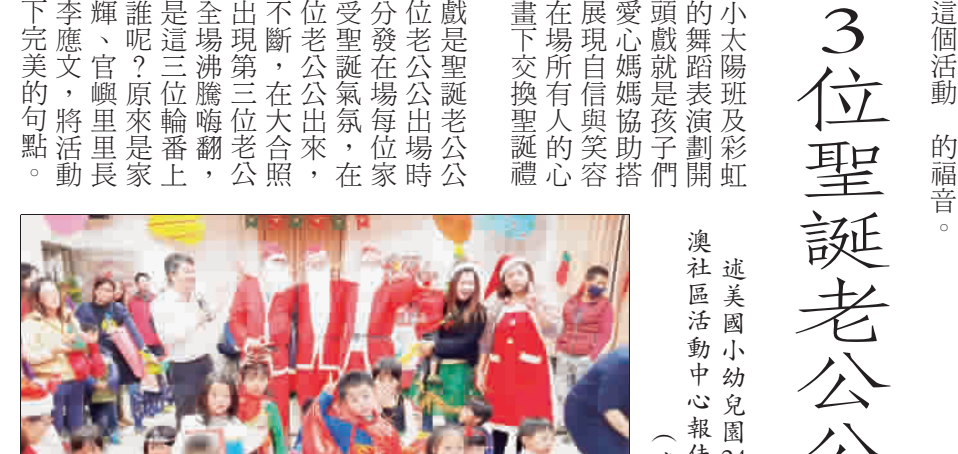 這個活動
的福音。
3位聖誕老公公
小太陽班及彩虹
的舞蹈表演劃開
頭戲就是孩子們
愛心媽媽協助搭
展現自信與笑容
在場所有人的心
畫下交換聖誕禮
戲是聖誕老公公
位老公公出場時
分發在場每位家
受聖誕氣氛,在
位老公公出來,
不斷,在大合照
出現第三位老公
全場沸騰嗨翻,
是這三位輪番上
誰呢?原來是家
輝、官嶼里里長
李應文,將活動
下完美的句點。
述美國小幼兒園24
澳社區活動中心報佳